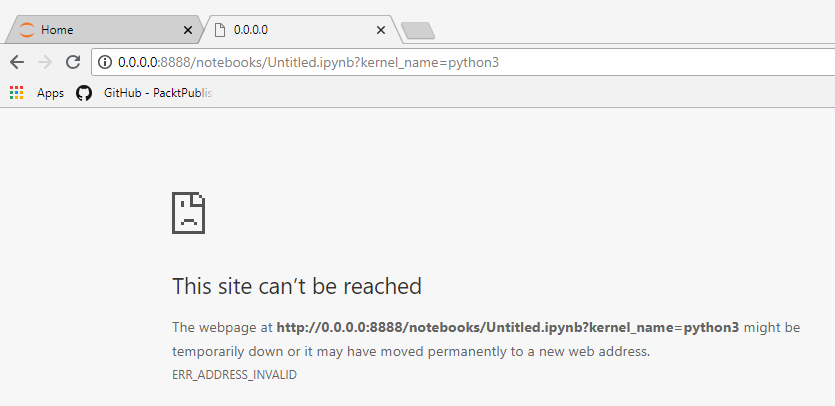 Home
0.0.0.0
0.0.0.0:8888/notebooks/Untitled.ipynb?kernel_name=python3
Apps GitHub - PacktPublis
This site can’t be reached
The webpage at http://0.0.0.0:8888/notebooks/Untitled.ipynb?kernel_name=python3 might be
temporarily down or it may have moved permanently to a new web address.
ERR_ADDRESS_INVALID